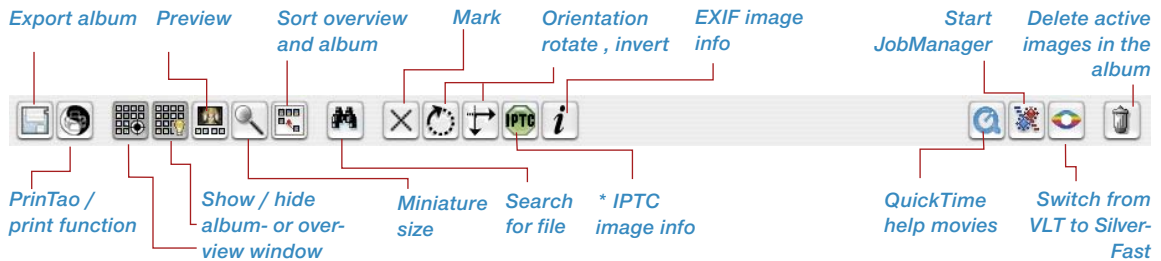 Export album
Preview
Sort overview
and album
Mark
Orientation
rotate , invert
EXIF image
info
Start
JobManager
Delete active
images in the
album
IPTC
i
PrinTao /
print function
Show / hide
album- or over-
view window
Miniature
size
Search
for file
* IPTC
image info
QuickTime
help movies
Switch from
VLT to Silver-
Fast